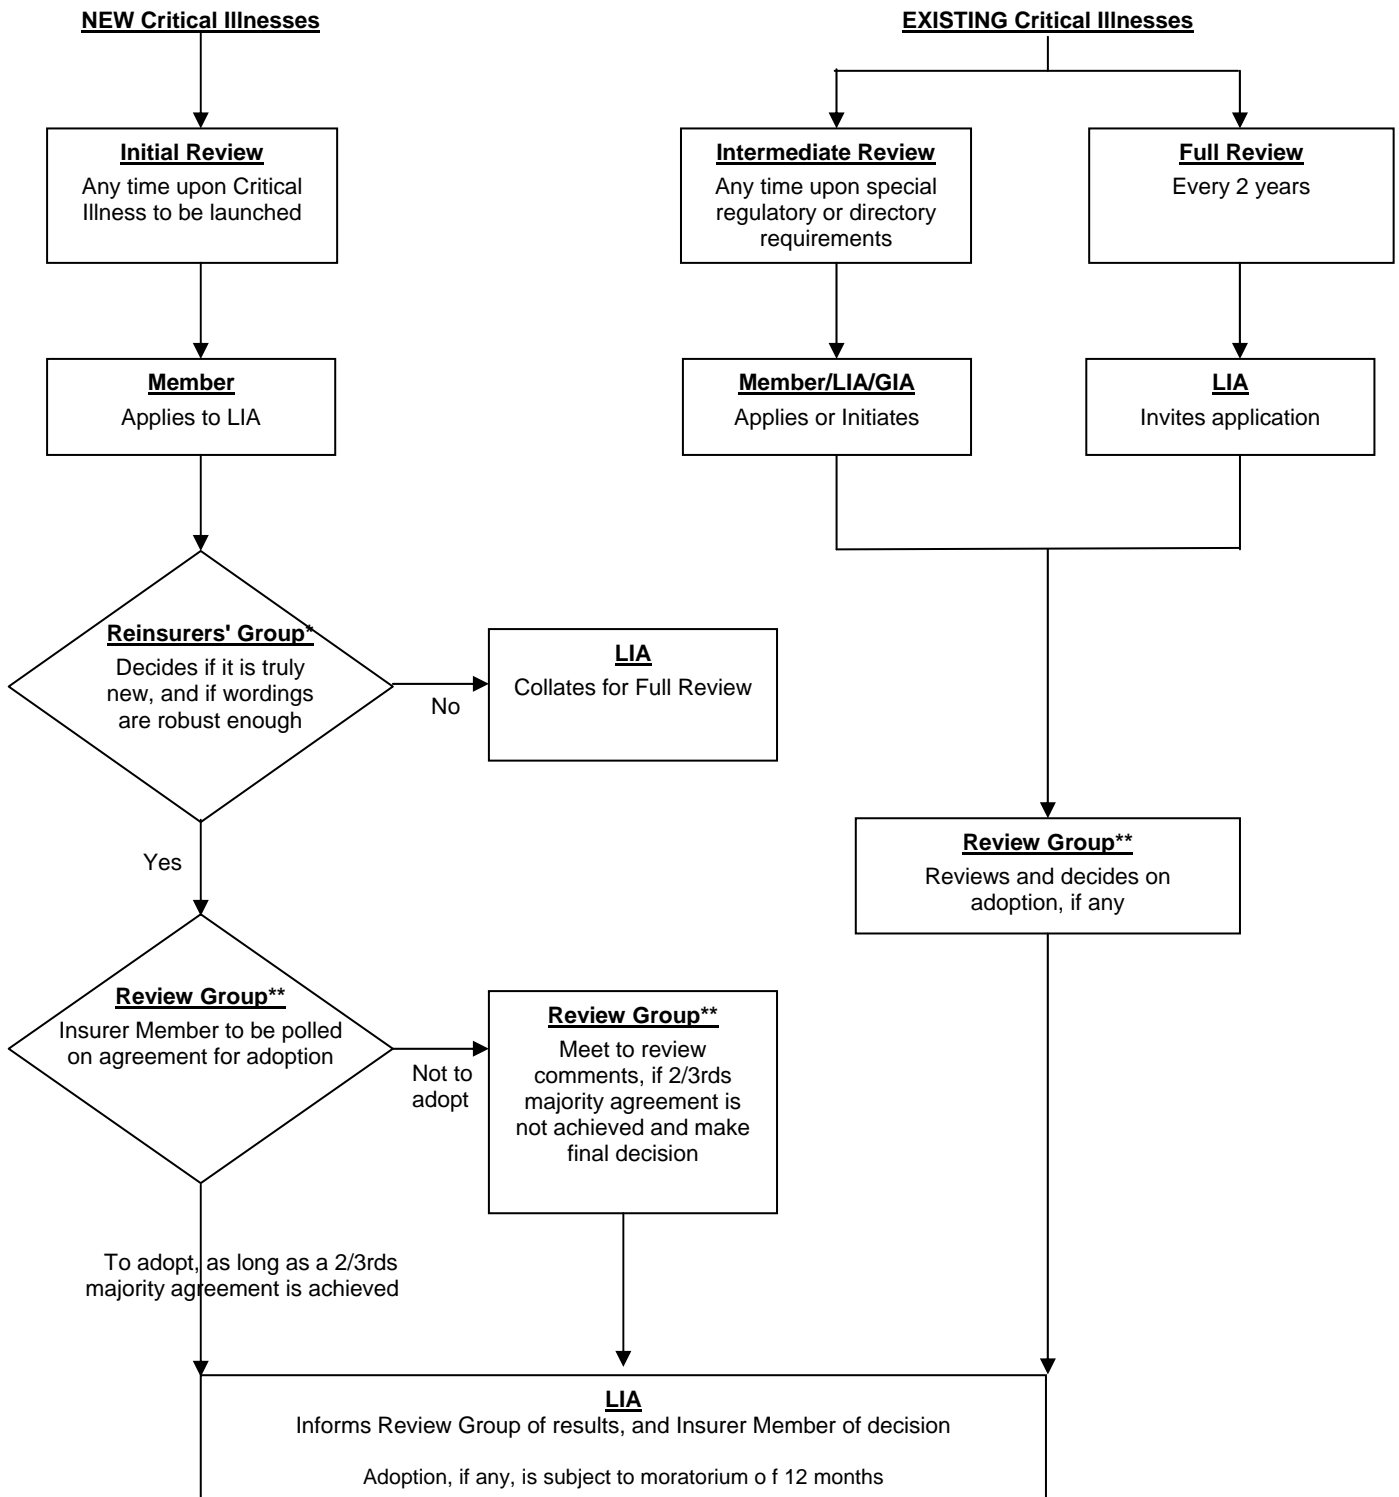 NEW Critical Illnesses
EXISTING Critical Illnesses
Initial Review
Any time upon Critical
Illness to be launched
Intermediate Review
Any time upon special
regulatory or directory
requirements
Full Review
Every 2 years
Member
Applies to LIA
Member/LIA/GIA
Applies or Initiates
LIA
Invites application
Reinsurers' Group*
Decides if it is truly
new, and if wordings
are robust enough
No
LIA
Collates for Full Review
Yes
Review Group**
Reviews and decides on
adoption, if any
Review Group**
Insurer Member to be polled
on agreement for adoption
Not to
adopt
Review Group**
Meet to review
comments, if 2/3rds
majority agreement is
not achieved and make
final decision
To adopt, as long as a 2/3rds
majority agreement is achieved
LIA
Informs Review Group of results, and Insurer Member of decision
Adoption, if any, is subject to moratorium o f 12 months